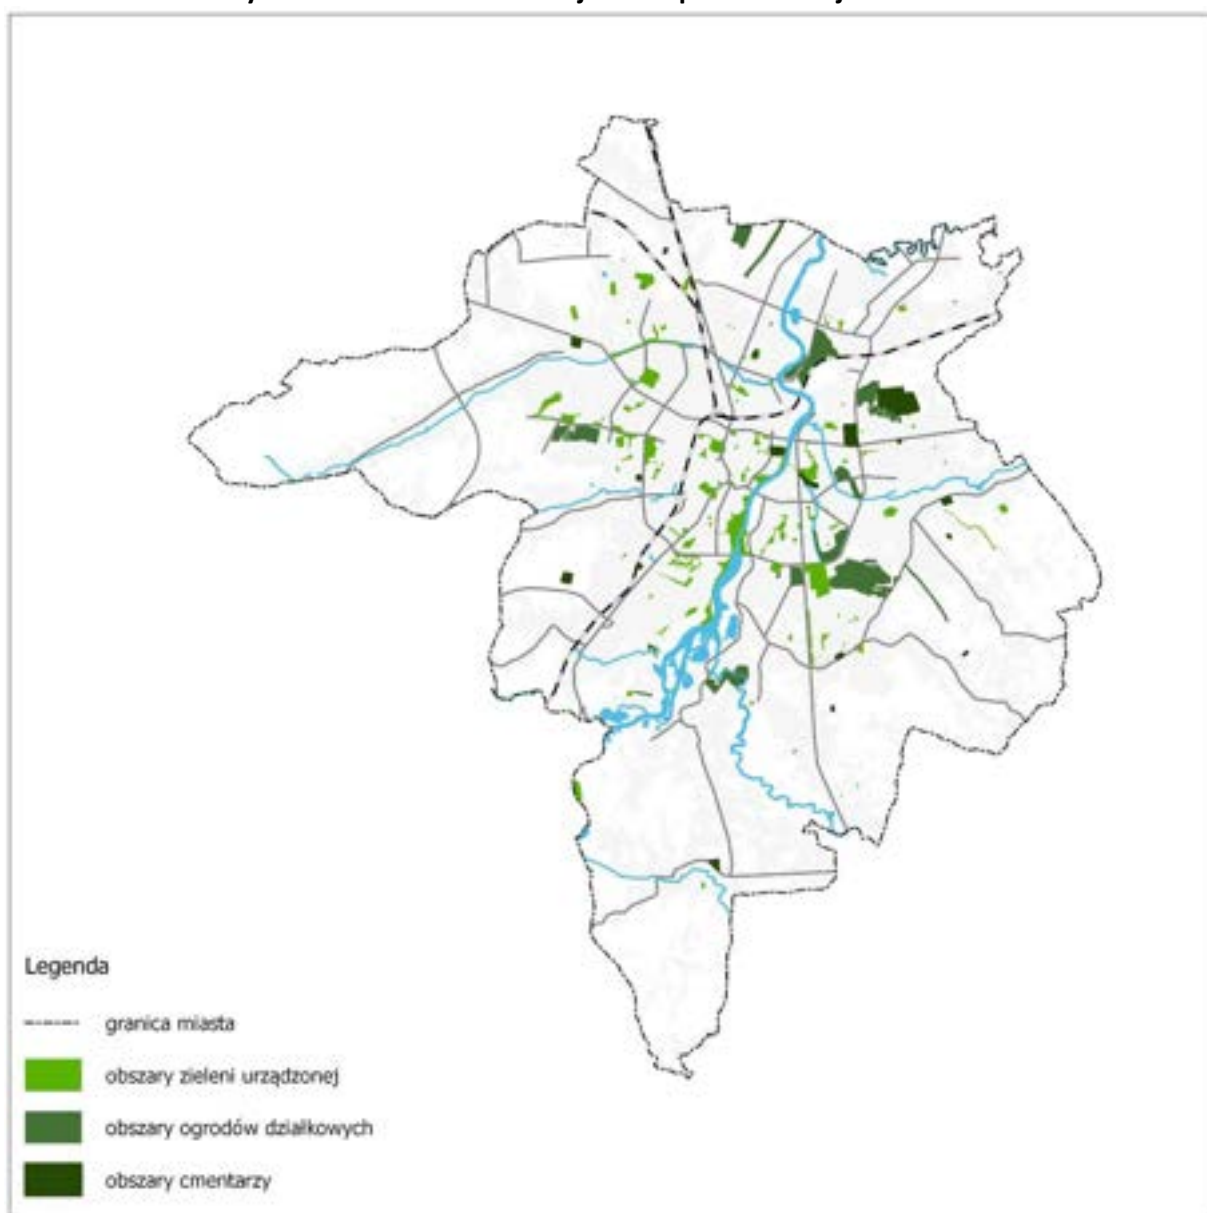 Legenda
granica miasta
obszary zieleni urządzonej
obszary ogrodów działkowych
obszary cmentarzy